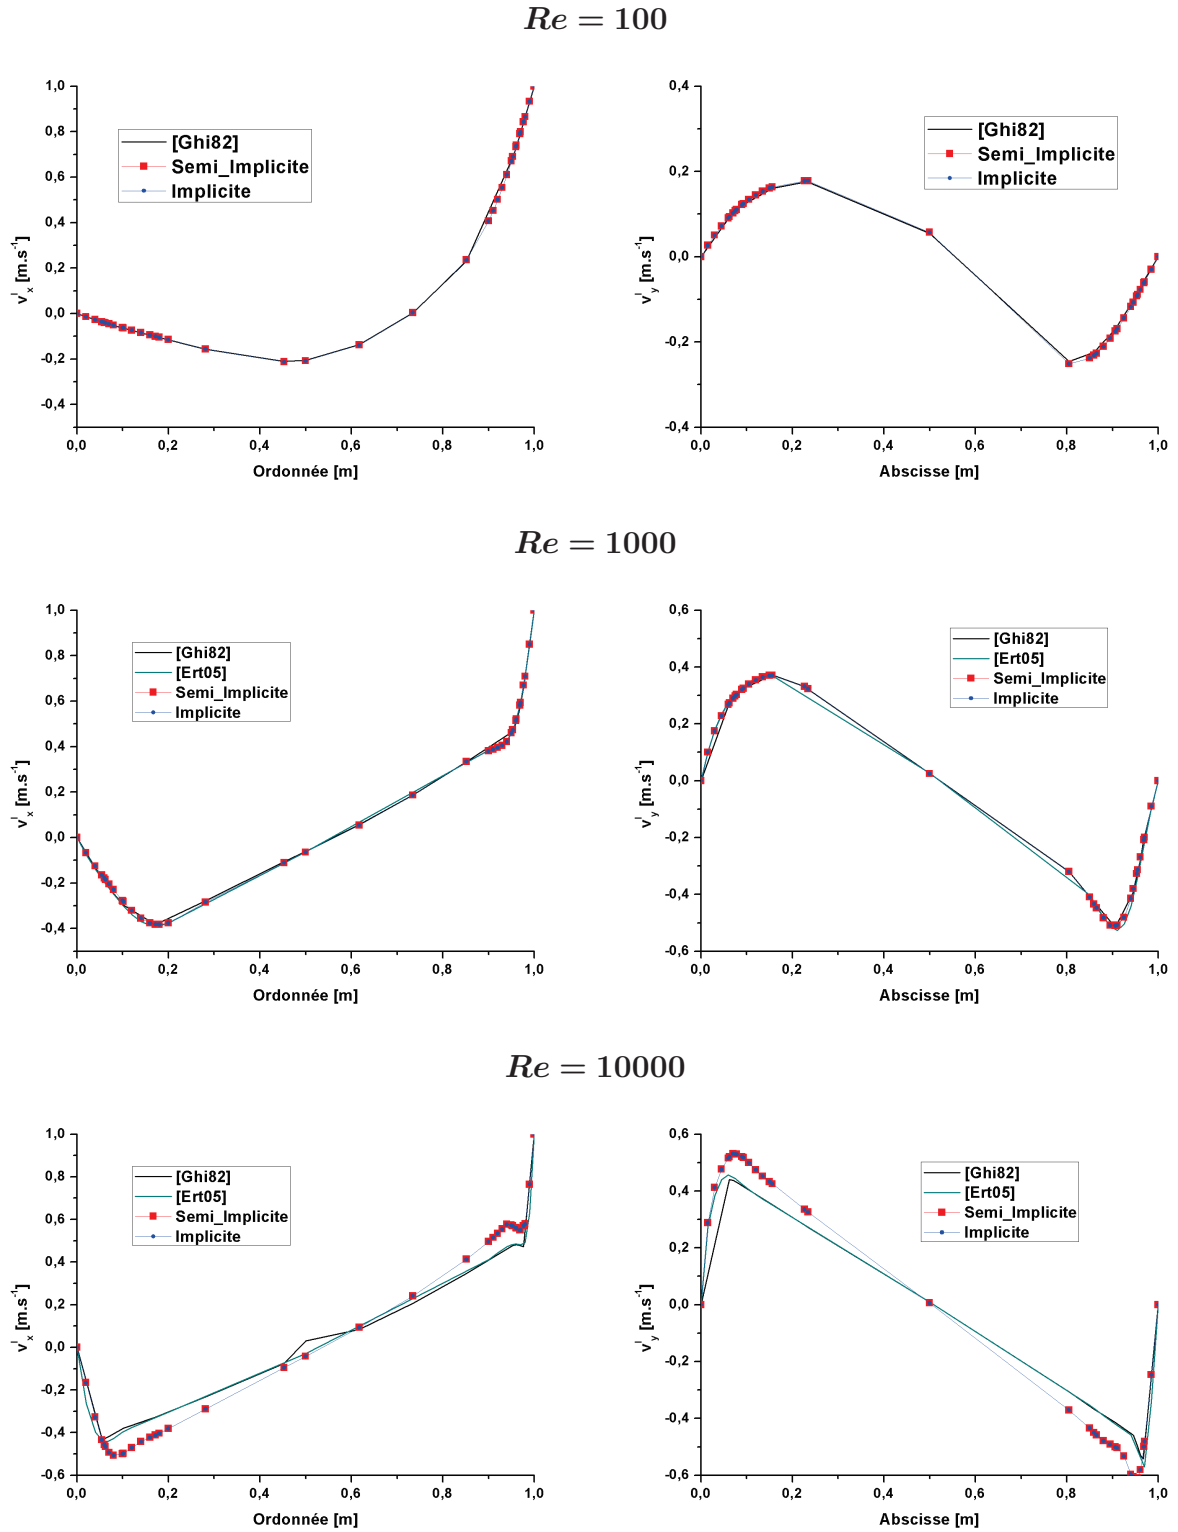 Re = 100
1,0
0,8
0,6
0,4
0,2
0,0
-0,2
-0,4
v_x^l [m.s^-1]
[Ghi82]
Semi_Implicite
Implicite
0,0 0,2 0,4 0,6 0,8 1,0
Ordonnée [m]
0,4
0,2
0,0
-0,2
-0,4
v_y^l [m.s^-1]
[Ghi82]
Semi_Implicite
Implicite
0,0 0,2 0,4 0,6 0,8 1,0
Abscisse [m]
Re = 1000
1,0
0,8
0,6
0,4
0,2
0,0
-0,2
-0,4
v_x^l [m.s^-1]
[Ghi82]
[Ert05]
Semi_Implicite
Implicite
0,0 0,2 0,4 0,6 0,8 1,0
Ordonnée [m]
0,6
0,4
0,2
0,0
-0,2
-0,4
-0,6
v_y^l [m.s^-1]
[Ghi82]
[Ert05]
Semi_Implicite
Implicite
0,0 0,2 0,4 0,6 0,8 1,0
Abscisse [m]
Re = 10000
1,0
0,8
0,6
0,4
0,2
0,0
-0,2
-0,4
-0,6
v_x^l [m.s^-1]
[Ghi82]
[Ert05]
Semi_Implicite
Implicite
0,0 0,2 0,4 0,6 0,8 1,0
Ordonnée [m]
0,6
0,4
0,2
0,0
-0,2
-0,4
-0,6
v_y^l [m.s^-1]
[Ghi82]
[Ert05]
Semi_Implicite
Implicite
0,0 0,2 0,4 0,6 0,8 1,0
Abscisse [m]